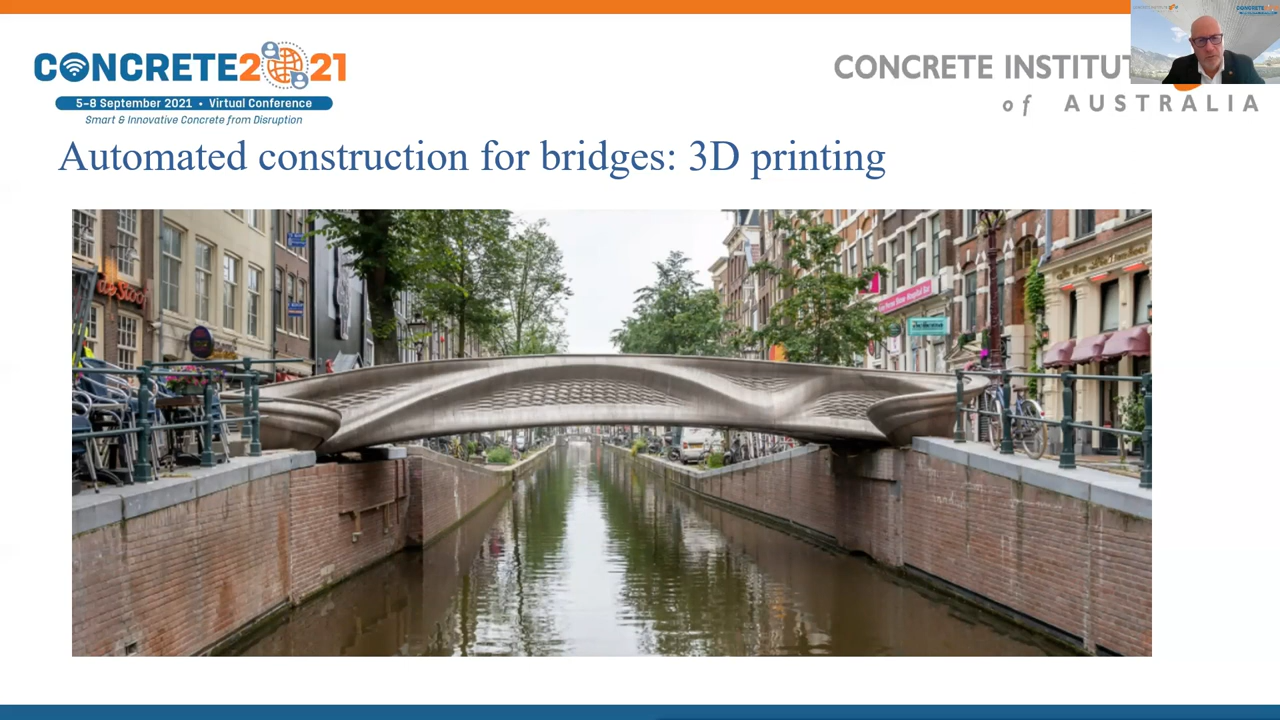 CONCRETE2021
5–8 September 2021 • Virtual Conference
Smart & Innovative Concrete from Disruption
CONCRETE INSTITUT
of AUSTRALIA
Automated construction for bridges: 3D printing